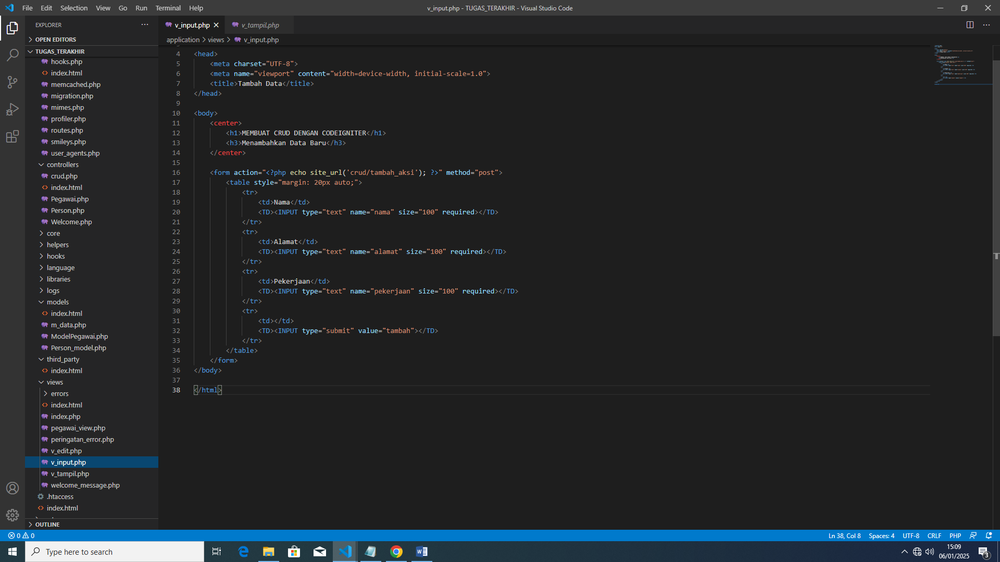 File Edit Selection View Go Run Terminal Help
v_input.php - TUGAS_TERAKHIR - Visual Studio Code
EXPLORER
OPEN EDITORS
TUGAS_TERAKHIR
hooks.php
index.html
memcached.php
migration.php
mimes.php
profiler.php
routes.php
smileys.php
user_agents.php
controllers
crud.php
index.html
Pegawai.php
Person.php
Welcome.php
core
helpers
hooks
language
libraries
logs
models
index.html
m_data.php
ModelPegawai.php
Person_model.php
third_party
index.html
views
errors
index.html
index.php
pegawai_view.php
peringatan_error.php
v_edit.php
v_input.php
v_tampil.php
welcome_message.php
.htaccess
index.html
OUTLINE
v_input.php
v_tampil.php
application > views > v_input.php
4 <head>
5     <meta charset="UTF-8">
6     <meta name="viewport" content="width=device-width, initial-scale=1.0">
7     <title>Tambah Data</title>
8 </head>
9
10 <body>
11     <center>
12         <h1>MEMBUAT CRUD DENGAN CODEIGNITER</h1>
13         <h3>Menambahkan Data Baru</h3>
14     </center>
15
16     <form action="<?php echo site_url('crud/tambah_aksi'); ?>" method="post">
17         <table style="margin: 20px auto;">
18             <tr>
19                 <td>Nama</td>
20                 <TD><INPUT type="text" name="nama" size="100" required></TD>
21             </tr>
22             <tr>
23                 <td>Alamat</td>
24                 <TD><INPUT type="text" name="alamat" size="100" required></TD>
25             </tr>
26             <tr>
27                 <td>Pekerjaan</td>
28                 <TD><INPUT type="text" name="pekerjaan" size="100" required></TD>
29             </tr>
30             <tr>
31                 <td></td>
32                 <TD><INPUT type="submit" value="tambah"></TD>
33             </tr>
34         </table>
35     </form>
36 </body>
37
38 </html>
0 0
Ln 38, Col 8 Spaces: 4 UTF-8 CRLF PHP
Type here to search
15:09
06/01/2025
3